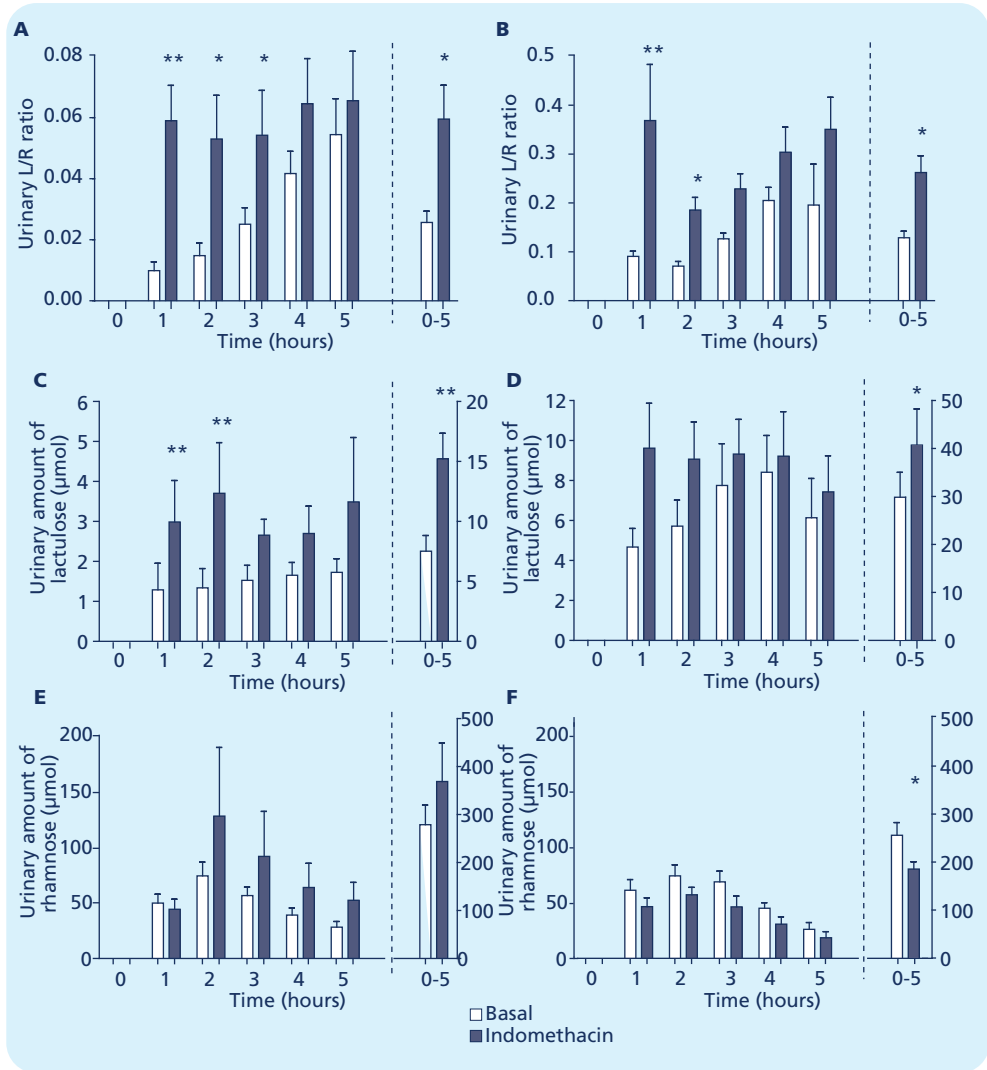 A
Urinary L/R ratio
0.08
0.06
0.04
0.02
0.00
** * * *
0 1 2 3 4 5 0-5
Time (hours)
B
Urinary L/R ratio
0.5
0.4
0.3
0.2
0.1
0.0
** * *
0 1 2 3 4 5 0-5
Time (hours)
C
Urinary amount of
lactulose (µmol)
6
5
4
3
2
1
0
** ** **
20
15
10
5
0
0 1 2 3 4 5 0-5
Time (hours)
D
Urinary amount of
lactulose (µmol)
12
10
8
6
4
2
0
*
50
40
30
20
10
0
0 1 2 3 4 5 0-5
Time (hours)
E
Urinary amount of
rhamnose (µmol)
200
150
100
50
0
500
400
300
200
100
0
0 1 2 3 4 5 0-5
Time (hours)
F
Urinary amount of
rhamnose (µmol)
200
150
100
50
0
*
500
400
300
200
100
0
0 1 2 3 4 5 0-5
Time (hours)
Basal
Indomethacin